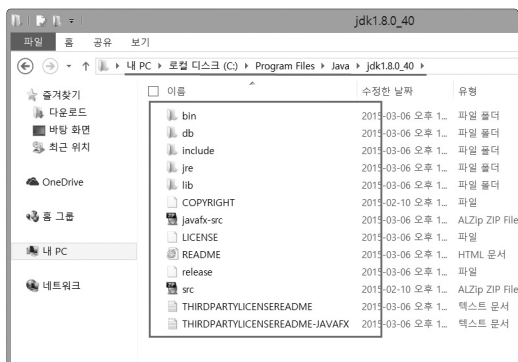 jdk1.8.0_40
파일 홈 공유 보기
내 PC ▸ 로컬 디스크 (C:) ▸ Program Files ▸ Java ▸ jdk1.8.0_40 ▸
이름 수정한 날짜 유형
즐겨찾기
다운로드
바탕 화면
최근 위치
OneDrive
홈 그룹
내 PC
네트워크
bin 2015-03-06 오후 1... 파일 폴더
db 2015-03-06 오후 1... 파일 폴더
include 2015-03-06 오후 1... 파일 폴더
jre 2015-03-06 오후 1... 파일 폴더
lib 2015-03-06 오후 1... 파일 폴더
COPYRIGHT 2015-02-10 오후 1... 파일
javafx-src 2015-03-06 오후 1... ALZip ZIP File
LICENSE 2015-03-06 오후 1... 파일
README 2015-03-06 오후 1... HTML 문서
release 2015-03-06 오후 1... 파일
src 2015-02-10 오후 1... ALZip ZIP File
THIRDPARTYLICENSEREADME 2015-03-06 오후 1... 텍스트 문서
THIRDPARTYLICENSEREADME-JAVAFX 2015-03-06 오후 1... 텍스트 문서